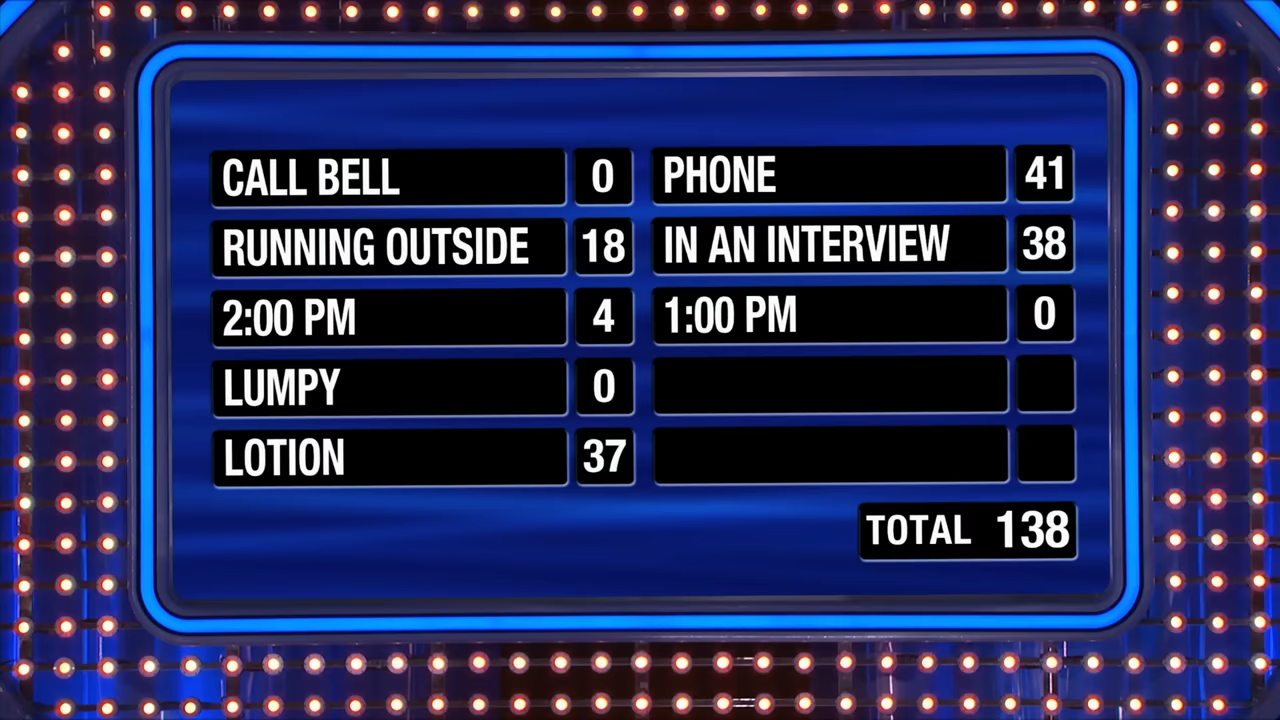 CALL BELL 0
RUNNING OUTSIDE 18
2:00 PM 4
LUMPY 0
LOTION 37
PHONE 41
IN AN INTERVIEW 38
1:00 PM 0
TOTAL 138